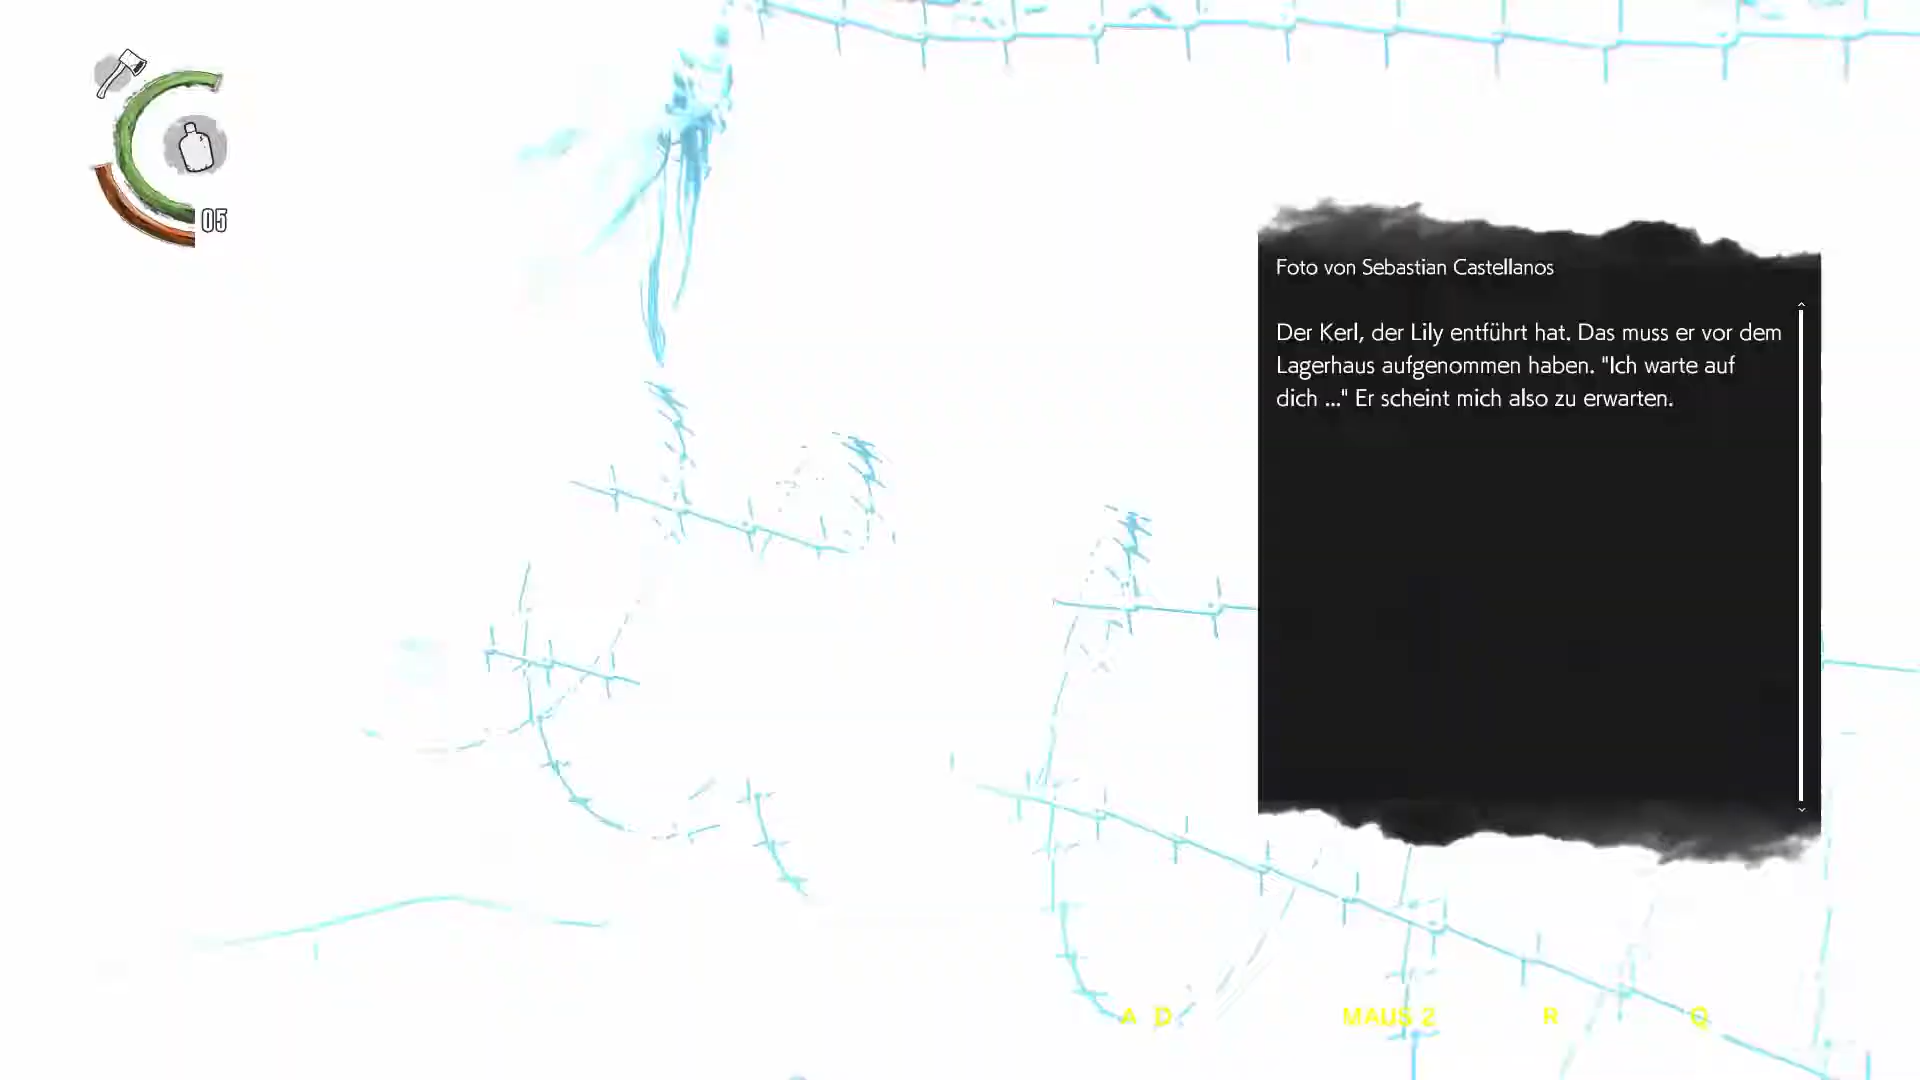 05
Foto von Sebastian Castellanos
Der Kerl, der Lily entführt hat. Das muss er vor dem
Lagerhaus aufgenommen haben. "Ich warte auf
dich ..." Er scheint mich also zu erwarten.
A D MAUS 2 R Q